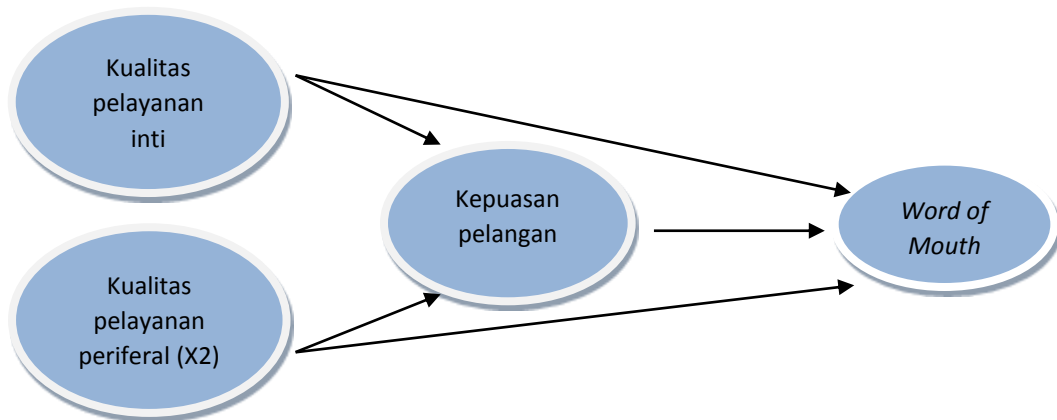 Kualitas
pelayanan
inti
Kepuasan
pelangan
Word of
Mouth
Kualitas
pelayanan
periferal (X2)